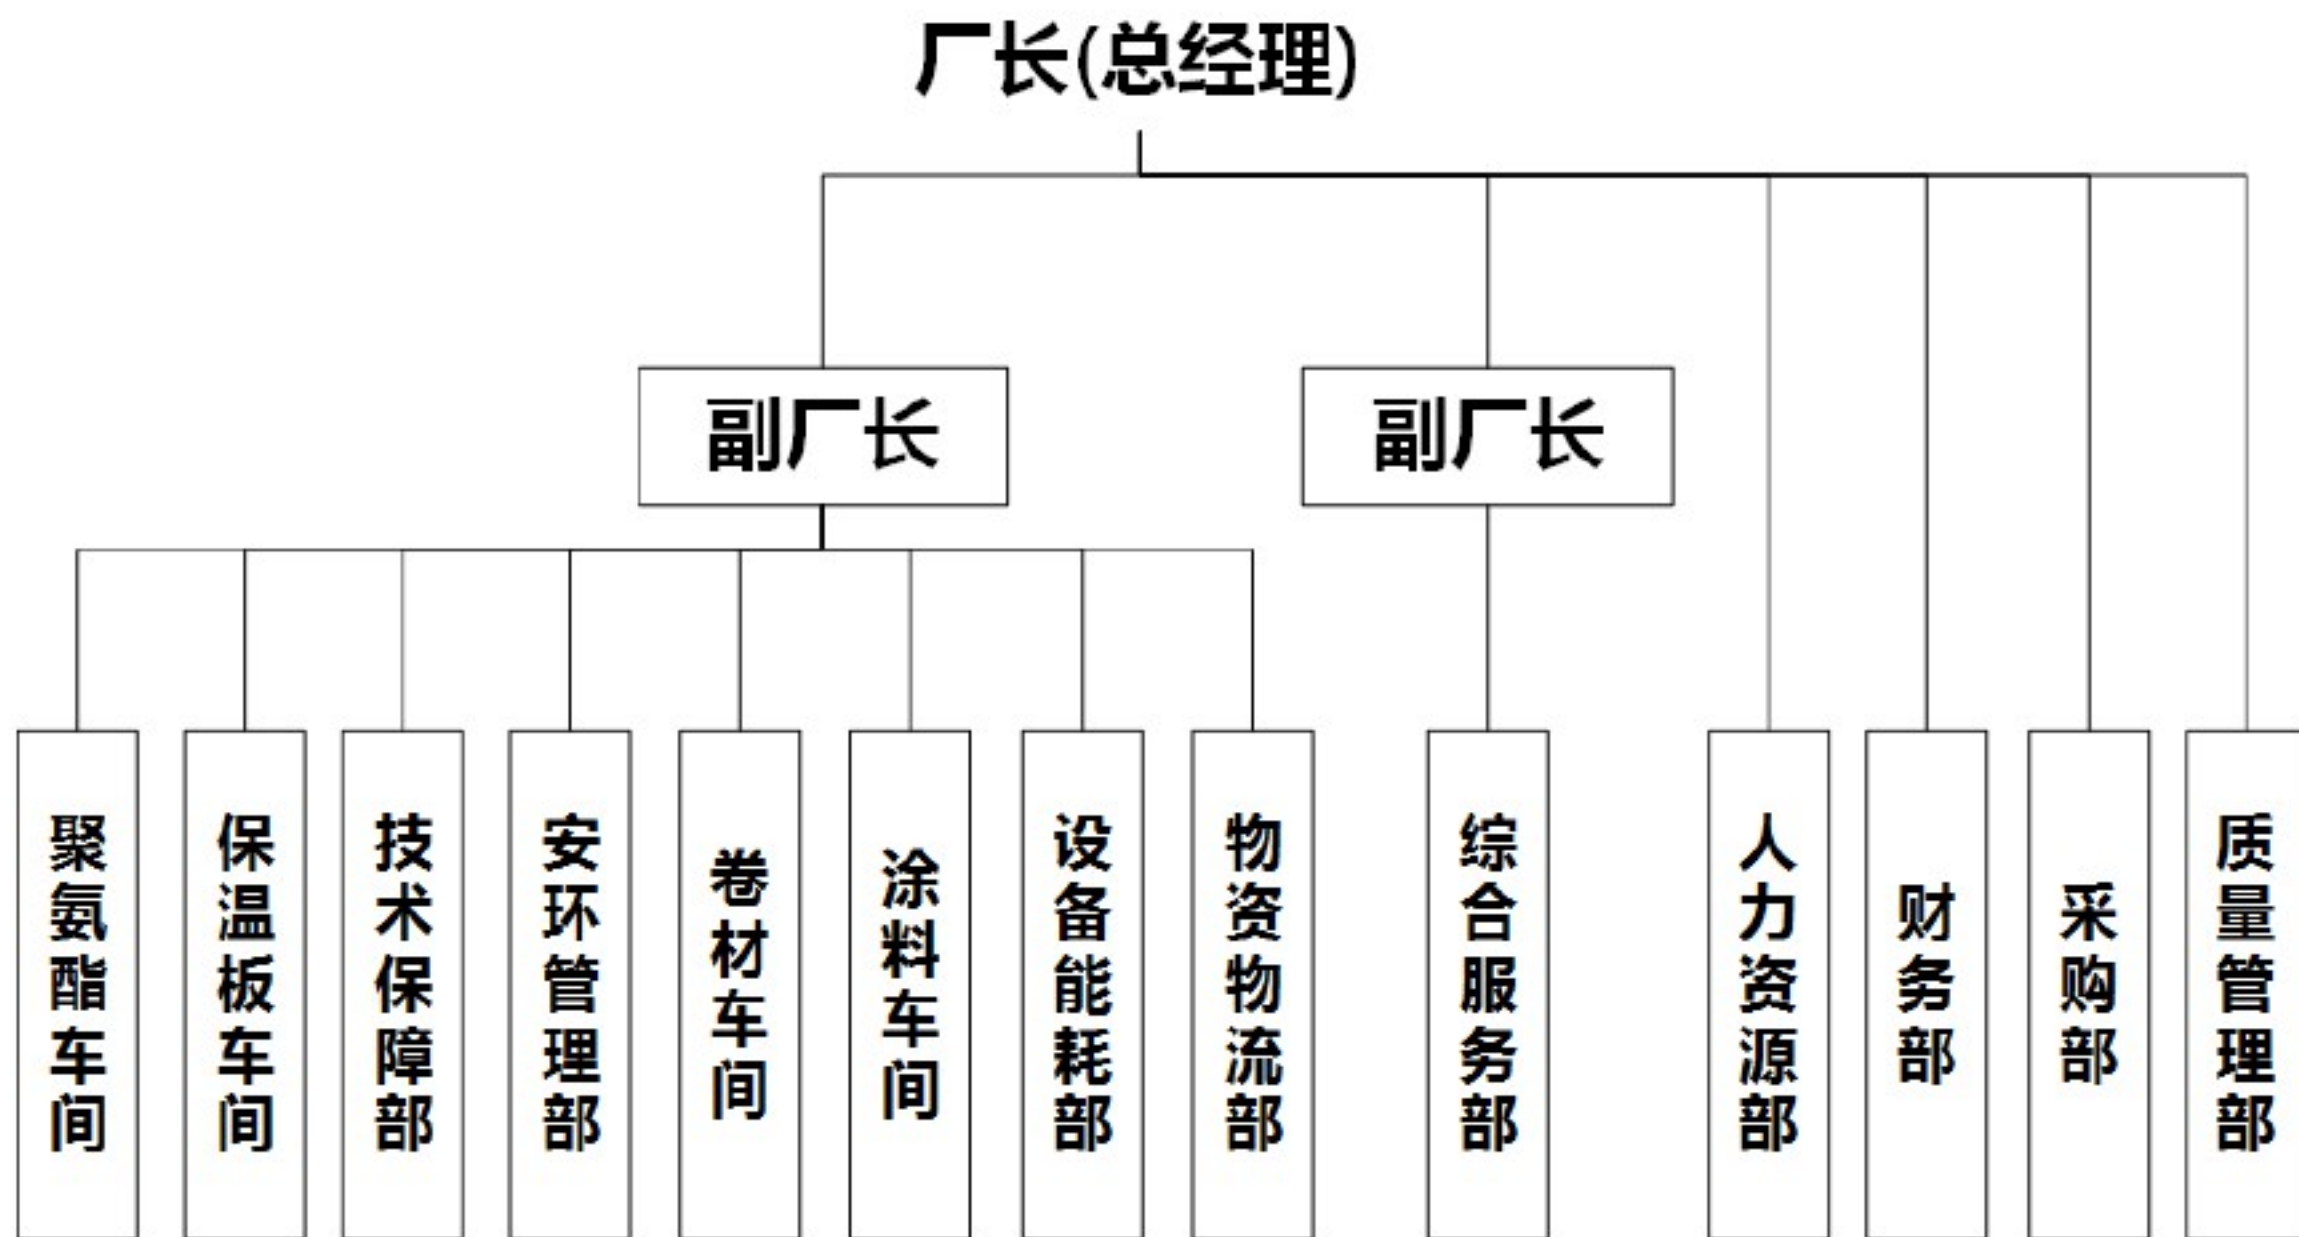 厂长(总经理)
副厂长
副厂长
聚氨酯车间
保温板车间
技术保障部
安环管理部
卷材车间
涂料车间
设备能耗部
物资物流部
综合服务部
人力资源部
财务部
采购部
质量管理部